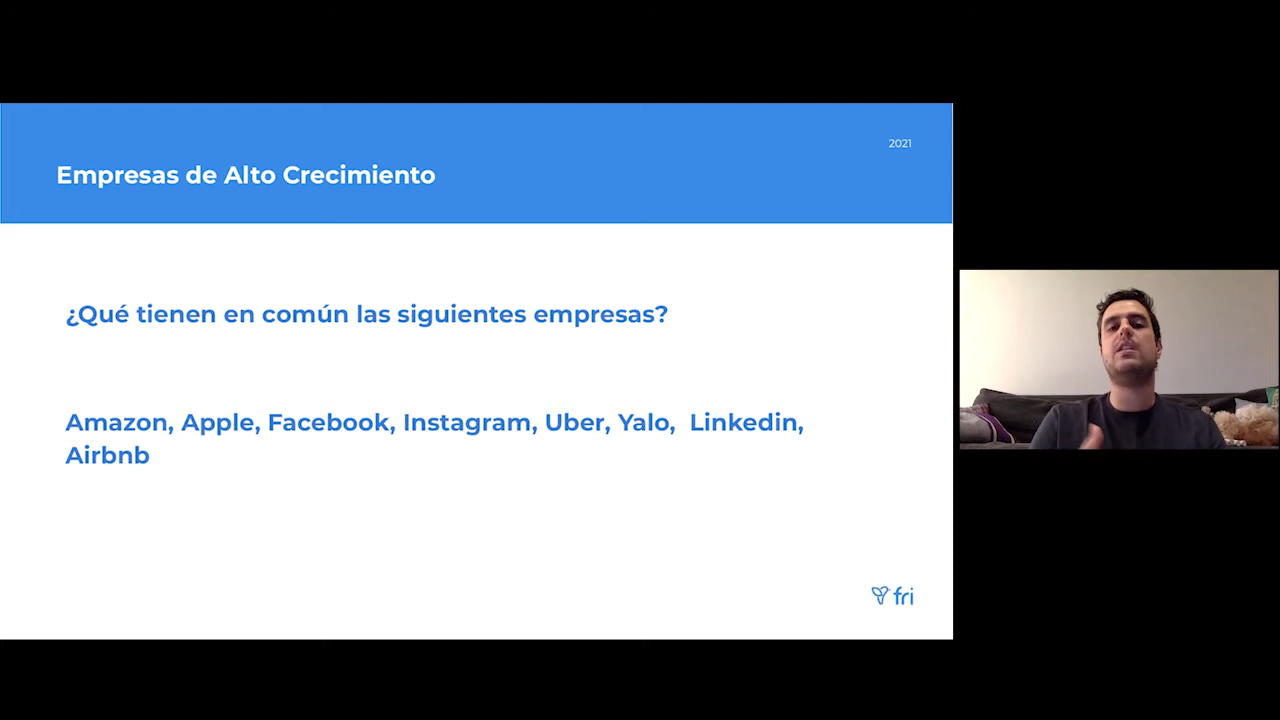 2021
Empresas de Alto Crecimiento
¿Qué tienen en común las siguientes empresas?
Amazon, Apple, Facebook, Instagram, Uber, Yalo, Linkedin,
Airbnb
fri